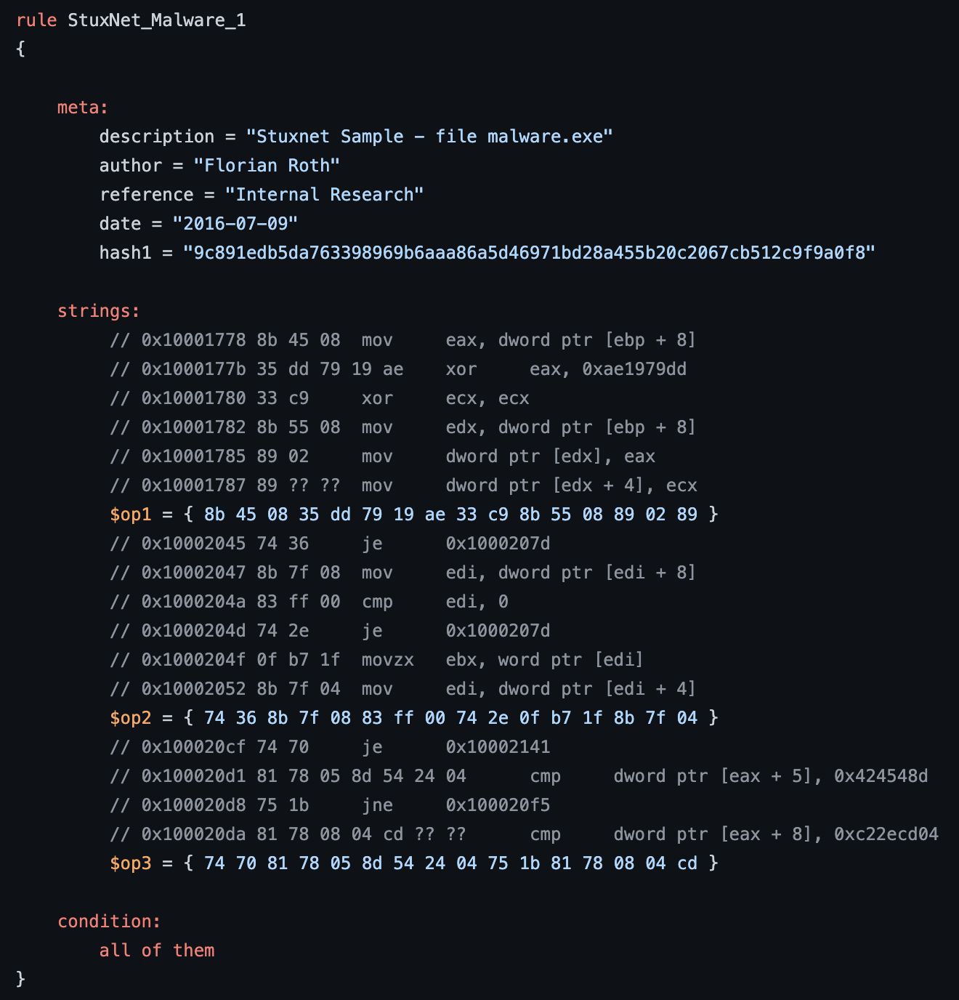 rule StuxNet_Malware_1
{
meta:
description = "Stuxnet Sample - file malware.exe"
author = "Florian Roth"
reference = "Internal Research"
date = "2016-07-09"
hash1 = "9c891edb5da763398969b6aaa86a5d46971bd28a455b20c2067cb512c9f9a0f8"
strings:
// 0x10001778 8b 45 08  mov     eax, dword ptr [ebp + 8]
// 0x1000177b 35 dd 79 19 ae    xor     eax, 0xae1979dd
// 0x10001780 33 c9     xor     ecx, ecx
// 0x10001782 8b 55 08  mov     edx, dword ptr [ebp + 8]
// 0x10001785 89 02     mov     dword ptr [edx], eax
// 0x10001787 89 ?? ??  mov     dword ptr [edx + 4], ecx
$op1 = { 8b 45 08 35 dd 79 19 ae 33 c9 8b 55 08 89 02 89 }
// 0x10002045 74 36     je      0x1000207d
// 0x10002047 8b 7f 08  mov     edi, dword ptr [edi + 8]
// 0x1000204a 83 ff 00  cmp     edi, 0
// 0x1000204d 74 2e     je      0x1000207d
// 0x1000204f 0f b7 1f  movzx   ebx, word ptr [edi]
// 0x10002052 8b 7f 04  mov     edi, dword ptr [edi + 4]
$op2 = { 74 36 8b 7f 08 83 ff 00 74 2e 0f b7 1f 8b 7f 04 }
// 0x100020cf 74 70     je      0x10002141
// 0x100020d1 81 78 05 8d 54 24 04      cmp     dword ptr [eax + 5], 0x424548d
// 0x100020d8 75 1b     jne     0x100020f5
// 0x100020da 81 78 08 04 cd ?? ??      cmp     dword ptr [eax + 8], 0xc22ecd04
$op3 = { 74 70 81 78 05 8d 54 24 04 75 1b 81 78 08 04 cd }
condition:
all of them
}